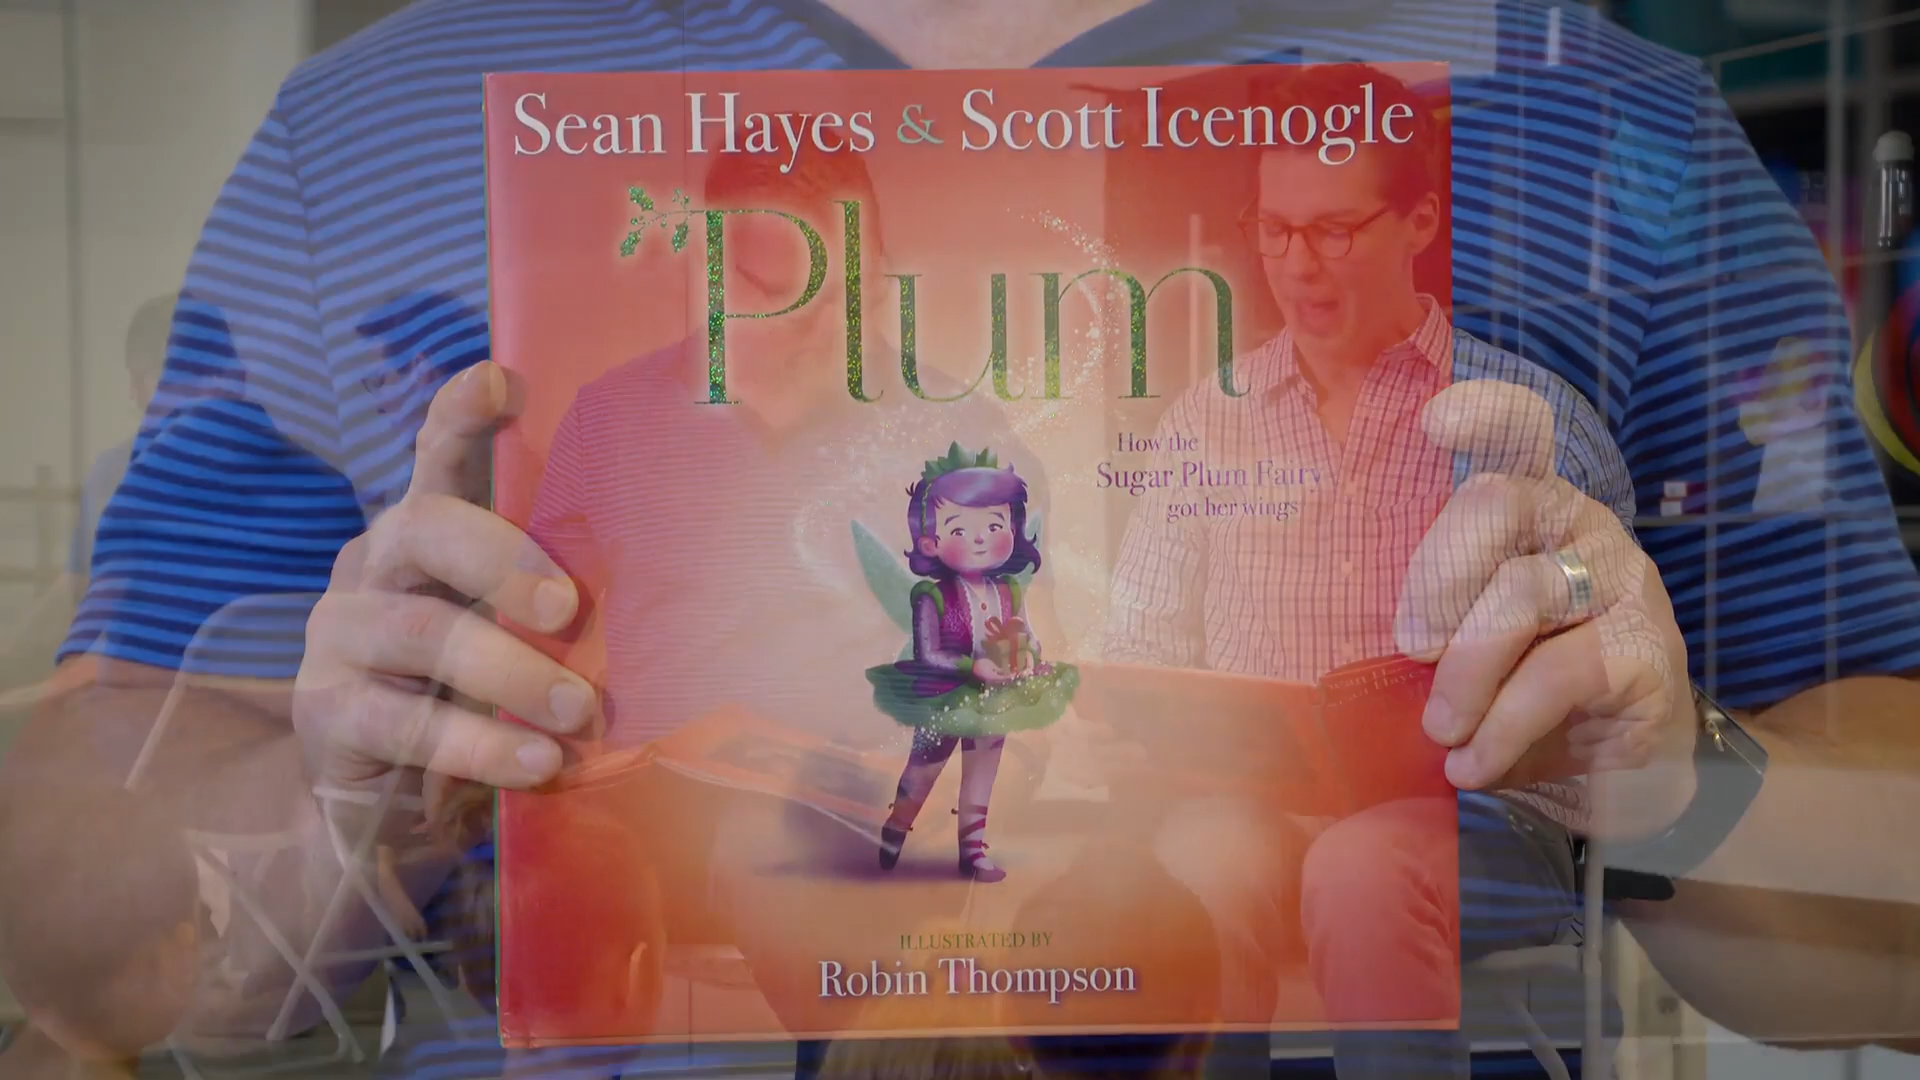 Sean Hayes & Scott Icenogle
Plum
How the
Sugar Plum Fairy
got her wings
ILLUSTRATED BY
Robin Thompson